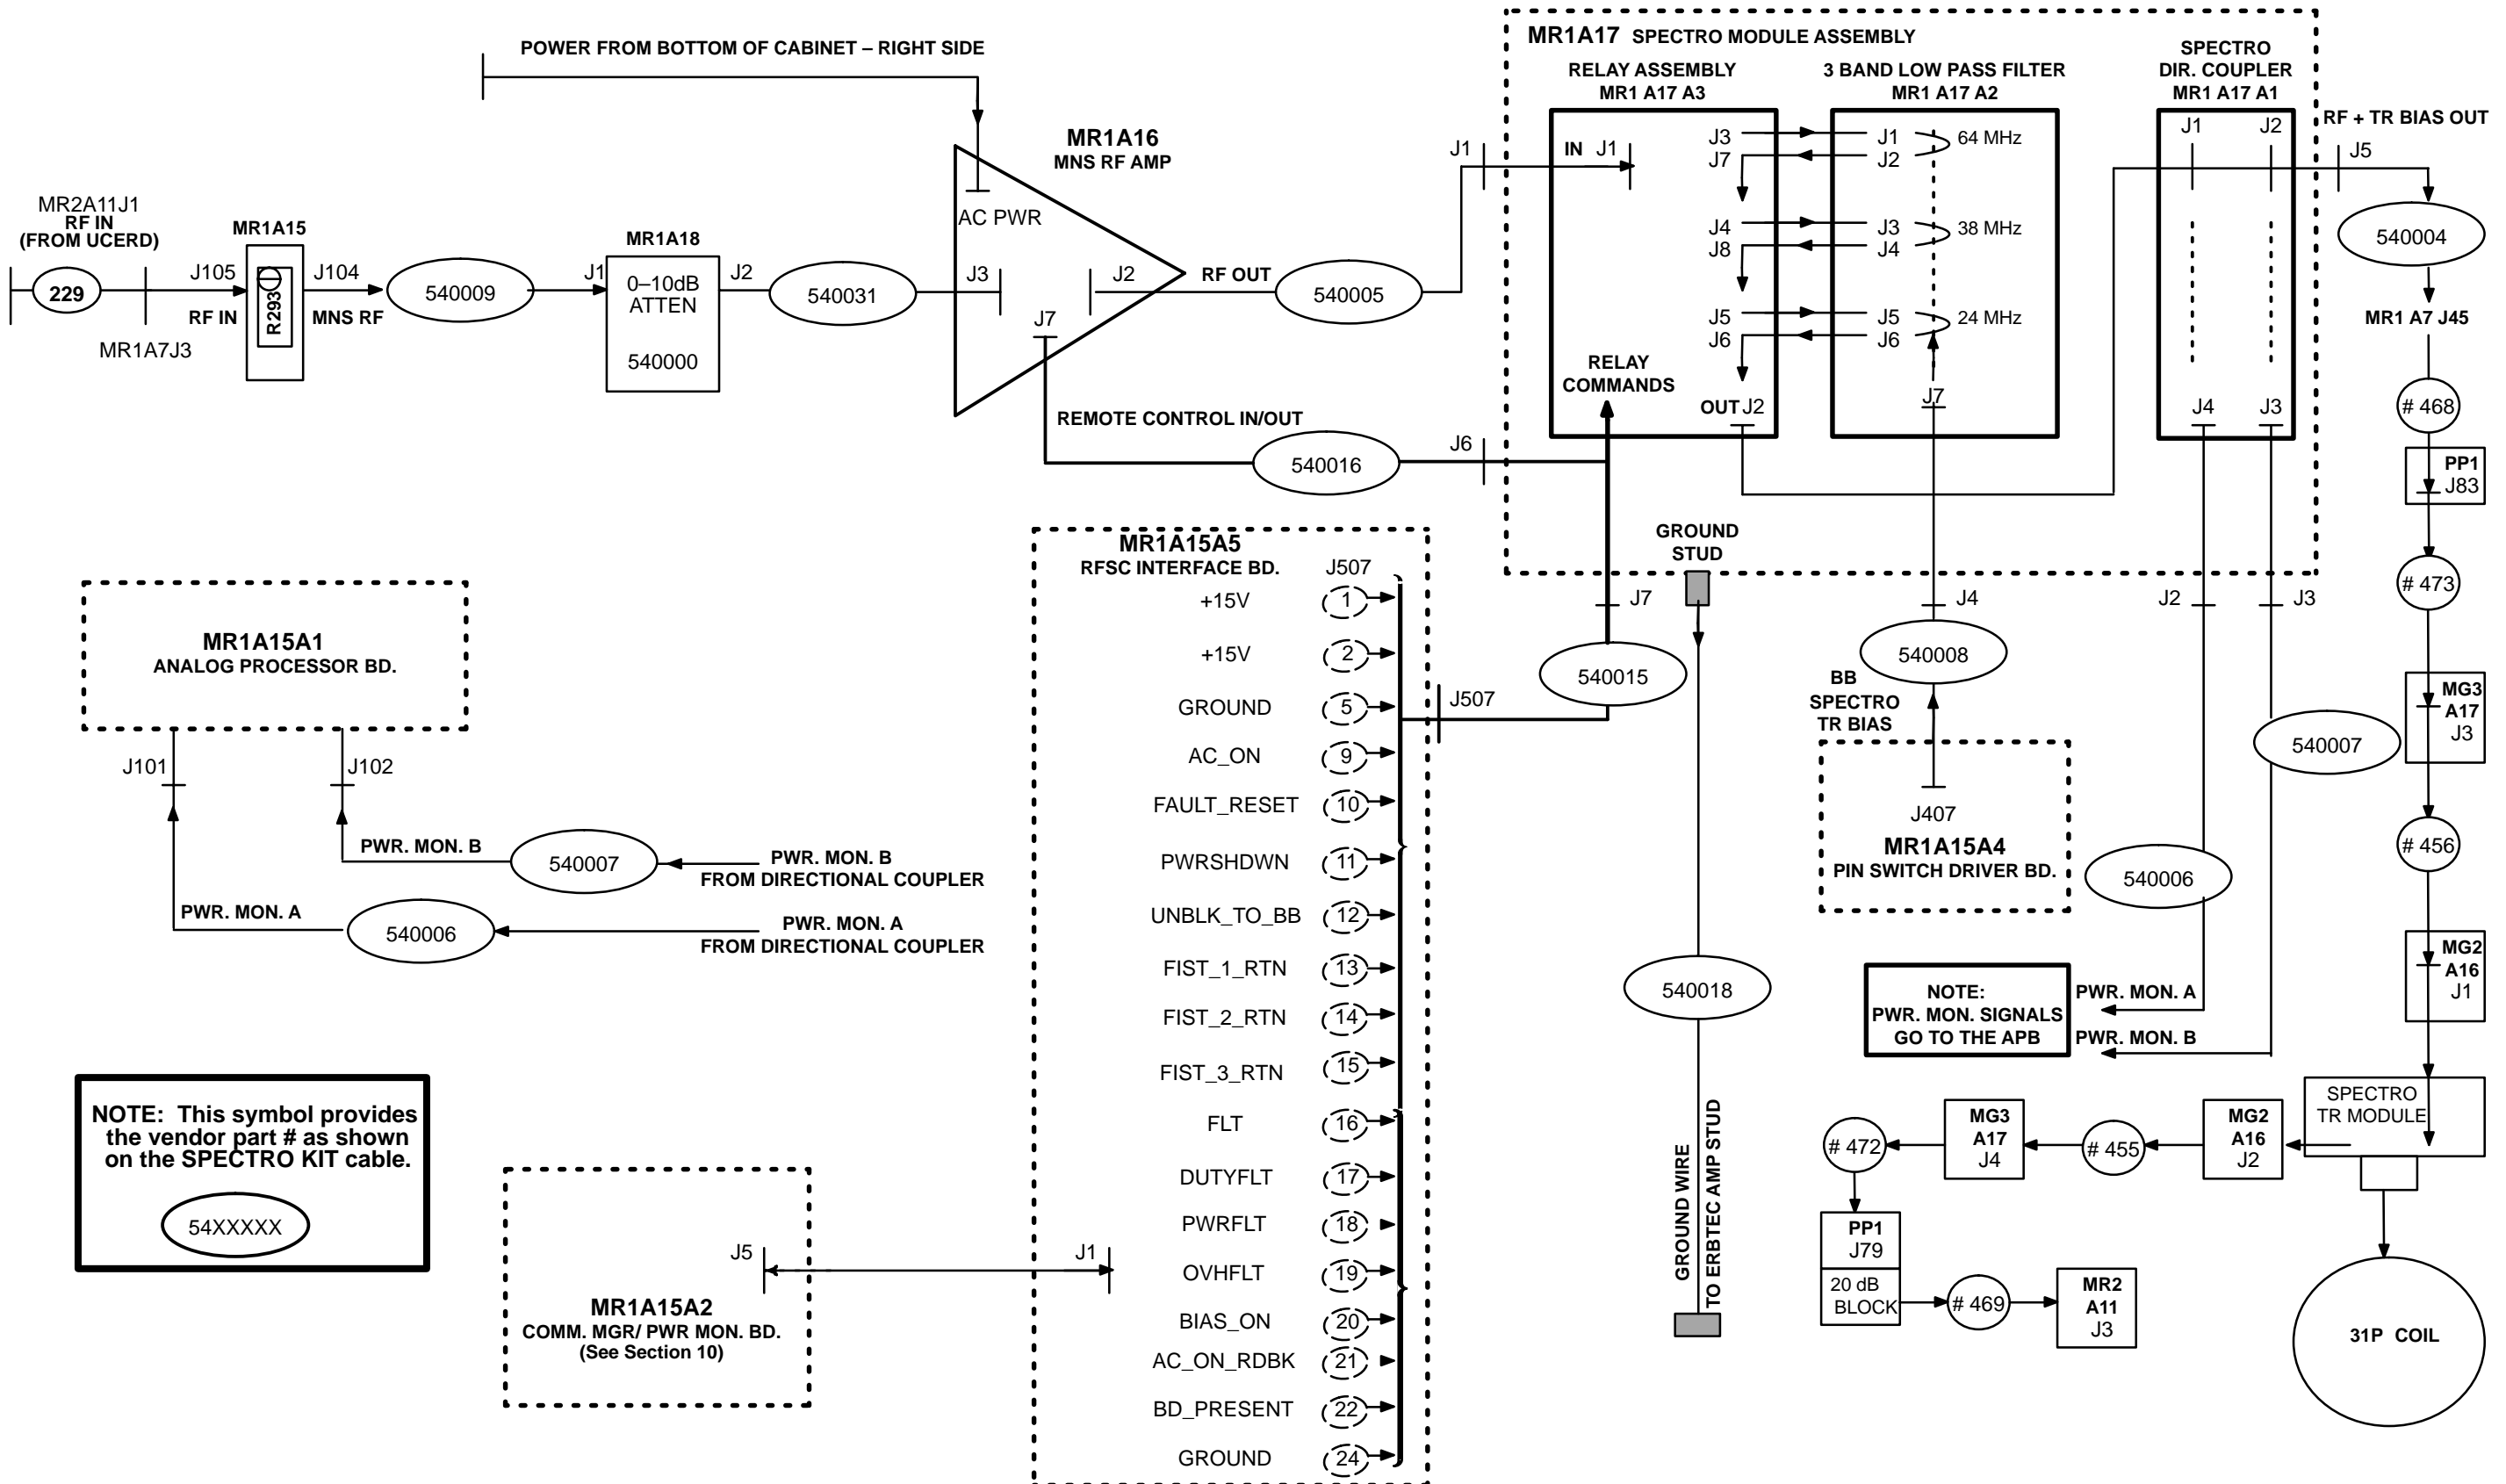 POWER FROM BOTTOM OF CABINET – RIGHT SIDE
MR1A17 SPECTRO MODULE ASSEMBLY
RELAY ASSEMBLY
MR1 A17 A3
3 BAND LOW PASS FILTER
MR1 A17 A2
SPECTRO
DIR. COUPLER
MR1 A17 A1
RF + TR BIAS OUT
MR1A16
MNS RF AMP
AC PWR
J3
J2
J7
RF OUT
540005
J1
IN J1
J3
J7
J4
J8
J5
J6
RELAY
COMMANDS
OUT J2
J1
J2
64 MHz
J3
J4
38 MHz
J5
J6
24 MHz
J7
J1
J2
J4
J3
J5
540004
MR1 A7 J45
# 468
PP1
J83
# 473
MG3
A17
J3
# 456
MG2
A16
J1
MR2A11J1
RF IN
(FROM UCERD)
229
MR1A7J3
MR1A15
J105
RF IN
R293
J104
MNS RF
540009
MR1A18
J1
0–10dB
ATTEN
540000
J2
540031
REMOTE CONTROL IN/OUT
540016
J6
GROUND
STUD
J7
J4
J2
J3
540015
540008
BB
SPECTRO
TR BIAS
J407
MR1A15A4
PIN SWITCH DRIVER BD.
540007
540006
540018
GROUND WIRE
TO ERBTEC AMP STUD
NOTE:
PWR. MON. SIGNALS
GO TO THE APB
PWR. MON. A
PWR. MON. B
MR1A15A1
ANALOG PROCESSOR BD.
J101
J102
PWR. MON. B
540007
PWR. MON. B
FROM DIRECTIONAL COUPLER
PWR. MON. A
540006
PWR. MON. A
FROM DIRECTIONAL COUPLER
MR1A15A5
RFSC INTERFACE BD.
J507
+15V 1
+15V 2
GROUND 5
AC_ON 9
FAULT_RESET 10
PWRSHDWN 11
UNBLK_TO_BB 12
FIST_1_RTN 13
FIST_2_RTN 14
FIST_3_RTN 15
FLT 16
DUTYFLT 17
PWRFLT 18
OVHFLT 19
BIAS_ON 20
AC_ON_RDBK 21
BD_PRESENT 22
GROUND 24
J507
NOTE: This symbol provides
the vendor part # as shown
on the SPECTRO KIT cable.
54XXXXX
J5
J1
MR1A15A2
COMM. MGR/ PWR MON. BD.
(See Section 10)
SPECTRO
TR MODULE
MG2
A16
J2
# 455
MG3
A17
J4
# 472
PP1
J79
20 dB
BLOCK
# 469
MR2
A11
J3
31P COIL